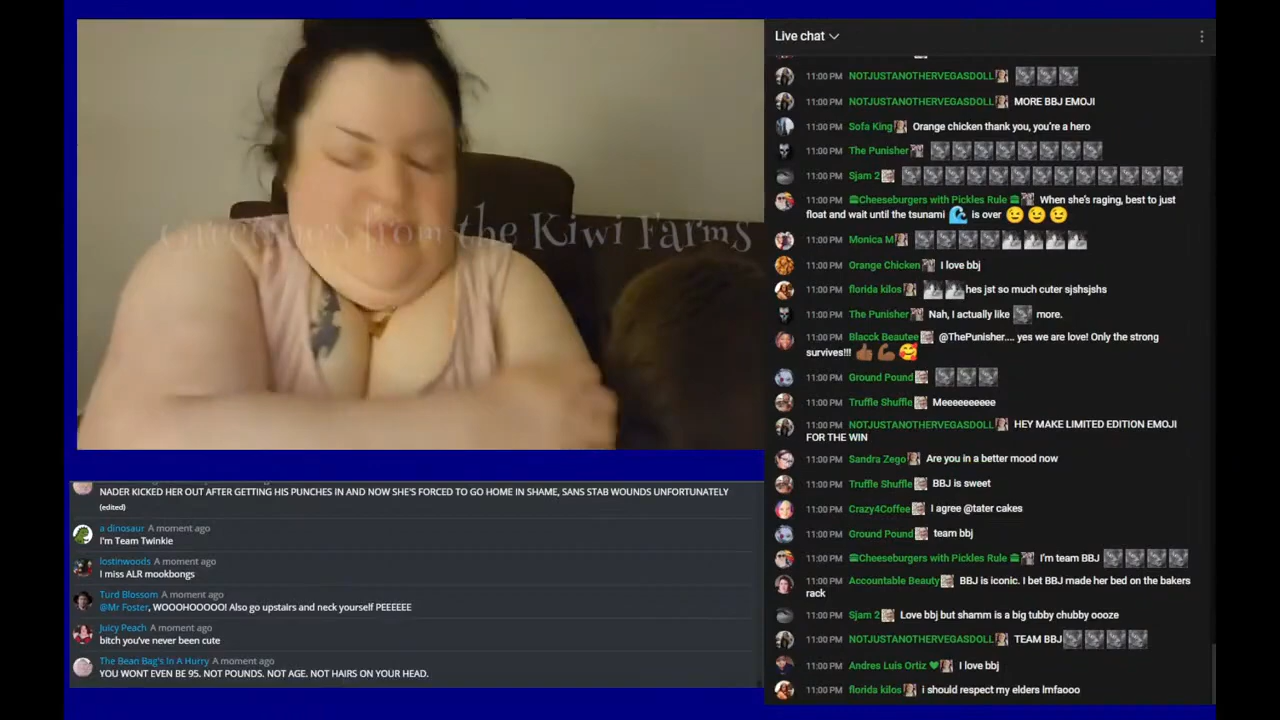 Greetings from the Kiwi Farms
NADER KICKED HER OUT AFTER GETTING HIS PUNCHES IN AND NOW SHE'S FORCED TO GO HOME IN SHAME, SANS STAB WOUNDS UNFORTUNATELY
(edited)
a dinosaur A moment ago
I'm Team Twinkie
lostinwoods A moment ago
I miss ALR mookbongs
Turd Blossom A moment ago
@Mr Foster, WOOOHOOOOO! Also go upstairs and neck yourself PEEEEEE
Juicy Peach A moment ago
bitch you've never been cute
The Bean Bag's In A Hurry A moment ago
YOU WONT EVEN BE 95. NOT POUNDS. NOT AGE. NOT HAIRS ON YOUR HEAD.
Live chat
11:00 PM NOTJUSTANOTHERVEGASDOLL
11:00 PM NOTJUSTANOTHERVEGASDOLL MORE BBJ EMOJI
11:00 PM Sofa King Orange chicken thank you, you're a hero
11:00 PM The Punisher
11:00 PM Sjam 2
11:00 PM Cheeseburgers with Pickles Rule When she's raging, best to just
float and wait until the tsunami 🌊 is over 😉 😉 😉
11:00 PM Monica M
11:00 PM Orange Chicken I love bbj
11:00 PM florida kilos hes jst so much cuter sjshsjshs
11:00 PM The Punisher Nah, I actually like more.
11:00 PM Blacck Beautee @ThePunisher.... yes we are love! Only the strong
survives!!! 👍🏾 💪🏾 🥰
11:00 PM Ground Pound
11:00 PM Truffle Shuffle Meeeeeeeeee
11:00 PM NOTJUSTANOTHERVEGASDOLL HEY MAKE LIMITED EDITION EMOJI
FOR THE WIN
11:00 PM Sandra Zego Are you in a better mood now
11:00 PM Truffle Shuffle BBJ is sweet
11:00 PM Crazy4Coffee I agree @tater cakes
11:00 PM Ground Pound team bbj
11:00 PM Cheeseburgers with Pickles Rule I'm team BBJ
11:00 PM Accountable Beauty BBJ is iconic. I bet BBJ made her bed on the bakers
rack
11:00 PM Sjam 2 Love bbj but shamm is a big tubby chubby oooze
11:00 PM NOTJUSTANOTHERVEGASDOLL TEAM BBJ
11:00 PM Andres Luis Ortiz 💚 I love bbj
11:00 PM florida kilos i should respect my elders lmfaooo